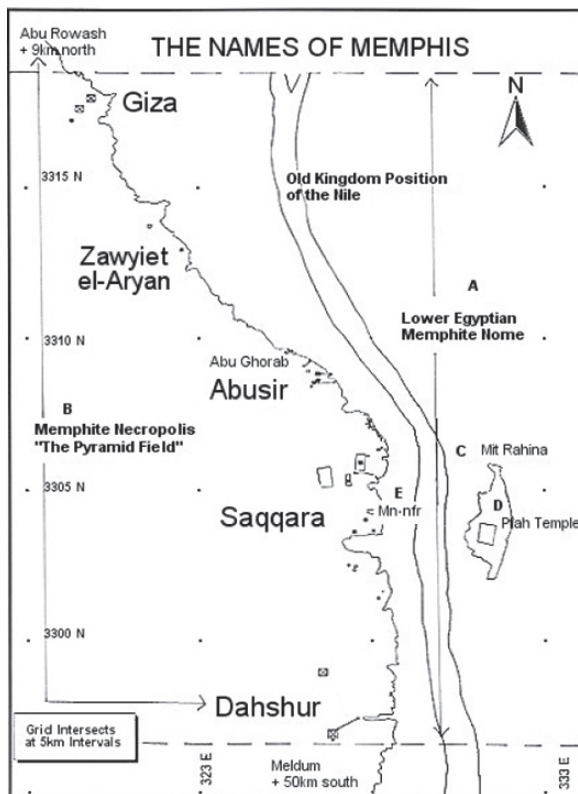 Abu Rowash
+ 9km north
THE NAMES OF MEMPHIS
Giza
N
3315 N
Old Kingdom Position
of the Nile
Zawyiet
el-Aryan
A
Lower Egyptian
Memphite Nome
3310 N
Abu Ghorab
Abusir
B
Memphite Necropolis
"The Pyramid Field"
C
Mit Rahina
3305 N
E
Mn-nfr
D
Ptah Temple
Saqqara
3300 N
Dahshur
Grid Intersects
at 5km Intervals
323 E
Meldum
+ 50km south
333 E